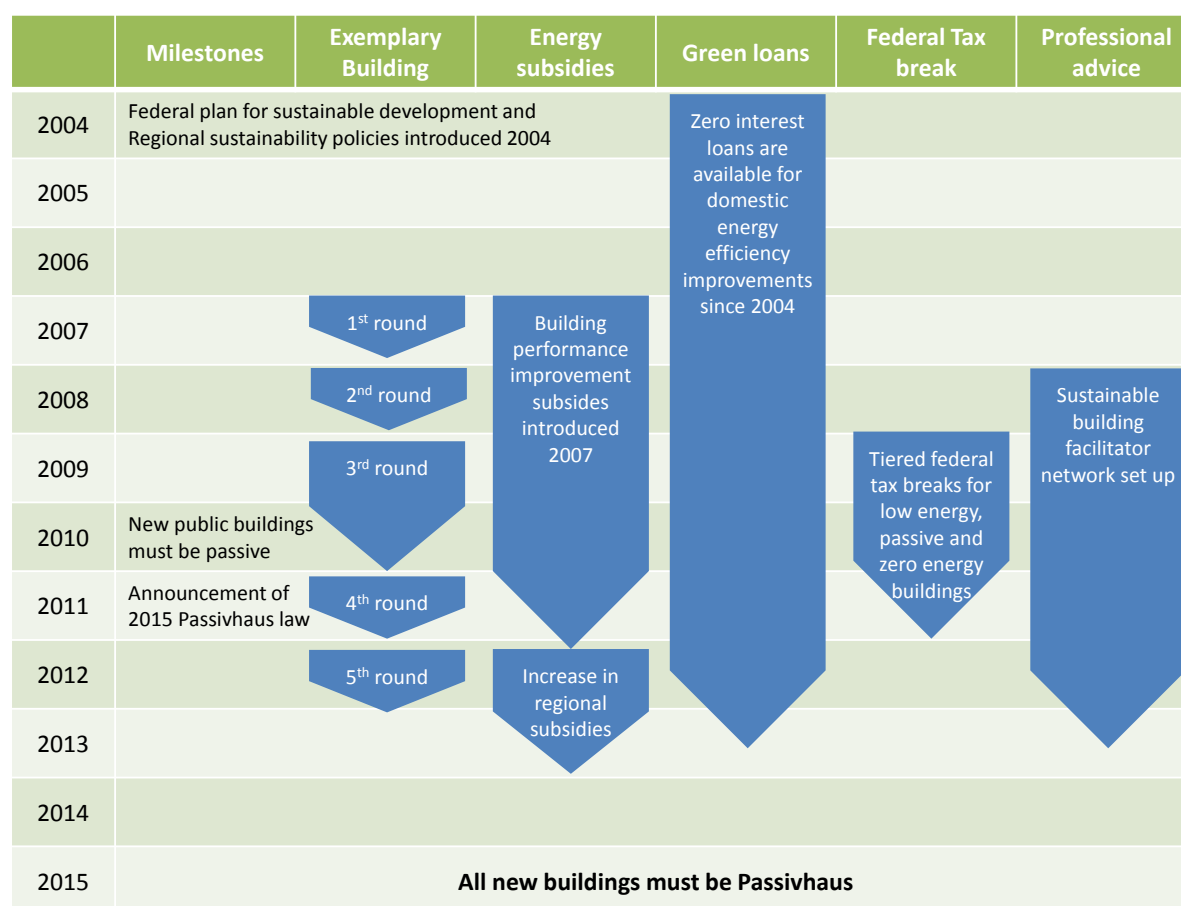 Milestones
Exemplary
Building
Energy
subsidies
Green loans
Federal Tax
break
Professional
advice
2004
Federal plan for sustainable development and
Regional sustainability policies introduced 2004
Zero interest
loans are
available for
domestic
energy
efficiency
improvements
since 2004
2005
2006
2007
1st round
Building
performance
improvement
subsides
introduced
2007
2008
2nd round
Sustainable
building
facilitator
network set up
2009
3rd round
Tiered federal
tax breaks for
low energy,
passive and
zero energy
buildings
2010
New public buildings
must be passive
2011
Announcement of
2015 Passivhaus law
4th round
2012
5th round
Increase in
regional
subsidies
2013
2014
2015
All new buildings must be Passivhaus